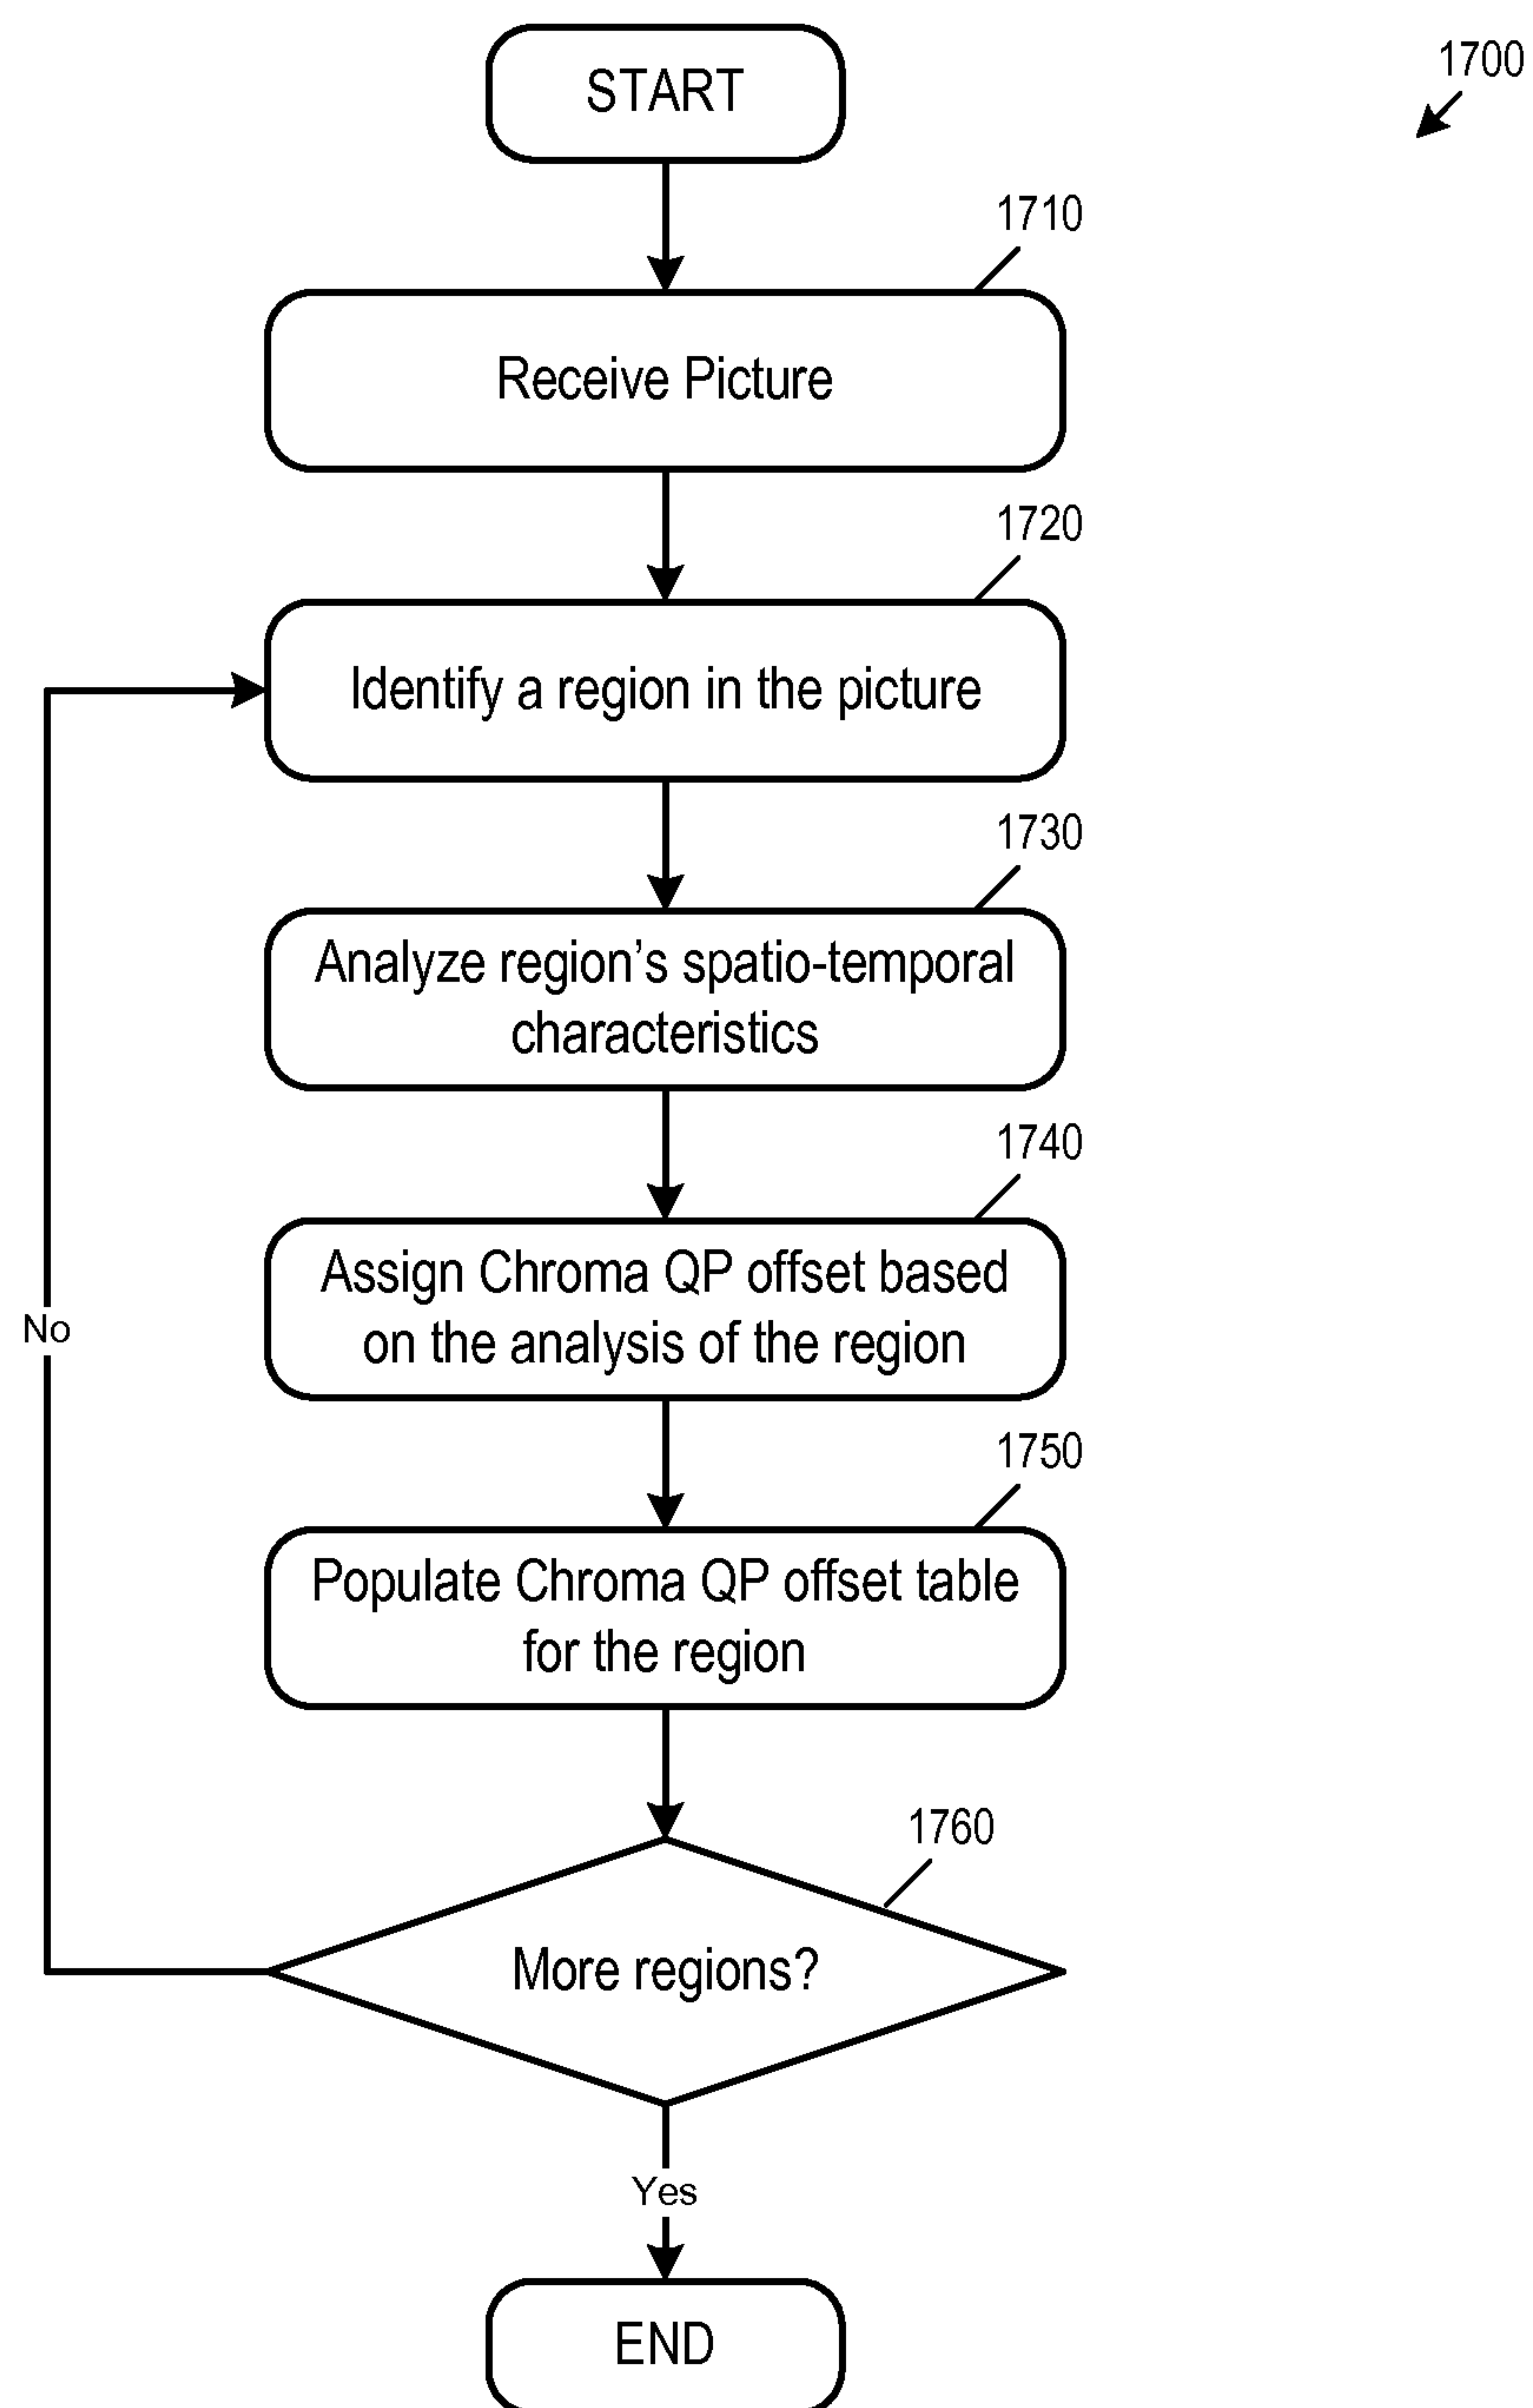 START
1700
1710
Receive Picture
1720
Identify a region in the picture
1730
Analyze region's spatio-temporal
characteristics
1740
Assign Chroma QP offset based
on the analysis of the region
No
1750
Populate Chroma QP offset table
for the region
1760
More regions?
Yes
END